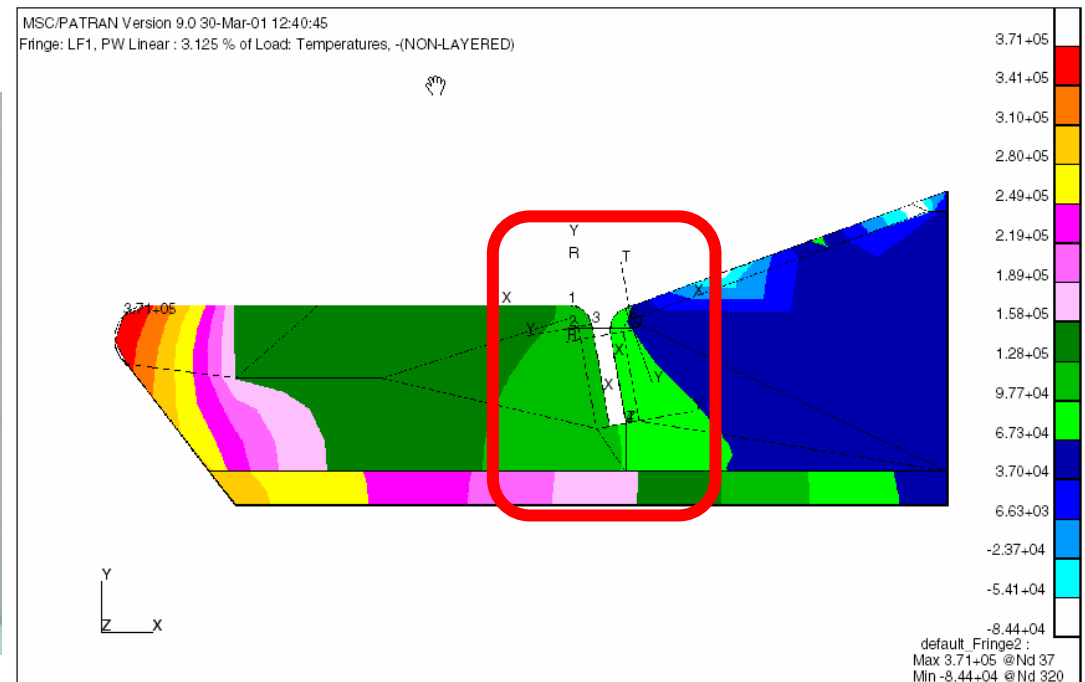 MSC/PATRAN Version 9.0 30-Mar-01 12:40:45
Fringe: LF1, PW Linear : 3.125 % of Load: Temperatures, -(NON-LAYERED)
3.71+05
3.41+05
3.10+05
2.80+05
2.49+05
2.19+05
1.89+05
1.58+05
1.28+05
9.77+04
6.73+04
3.70+04
6.63+03
-2.37+04
-5.41+04
-8.44+04
default_Fringe2 :
Max 3.71+05 @Nd 37
Min -8.44+04 @Nd 320
3.71+05
Y
R
T
X
1
X
3
Y
R
X
X
Y
Y
Z
X